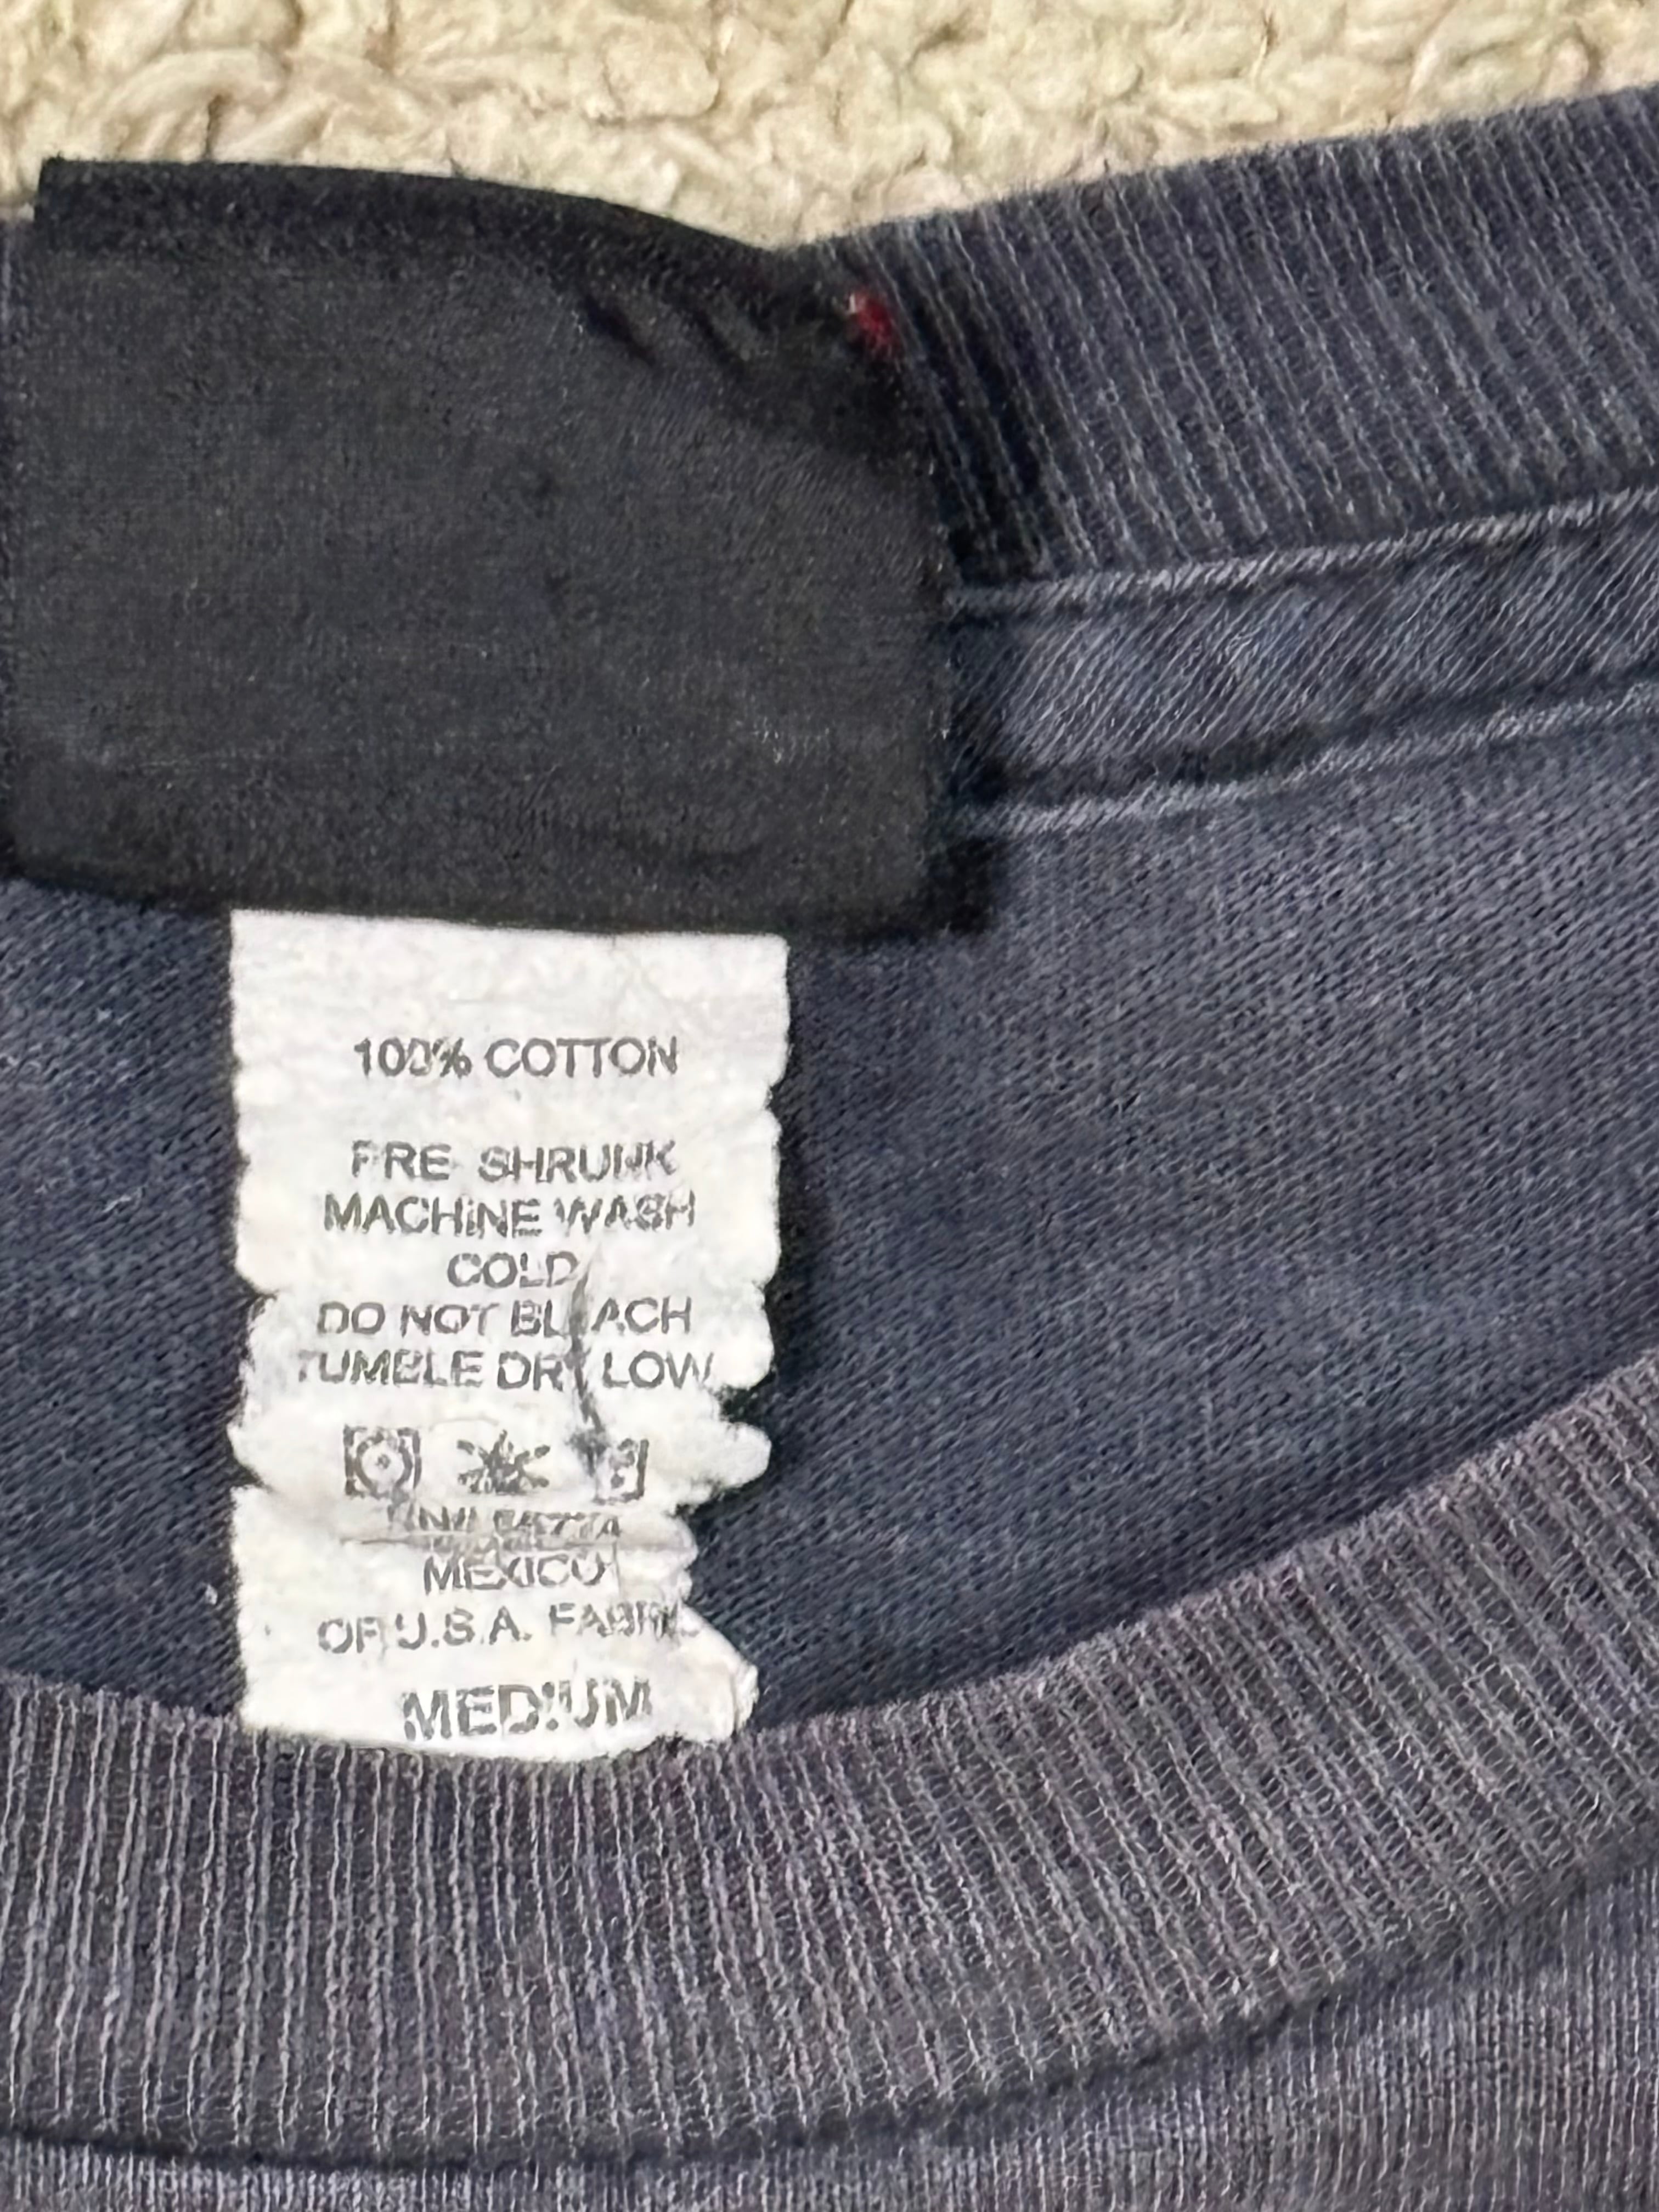 100% COTTON
PRE SHRUNK
MACHINE WASH
COLD
DO NOT BLEACH
TUMBLE DRY LOW
MEXICO
OF U.S.A. FABRIC
MEDIUM